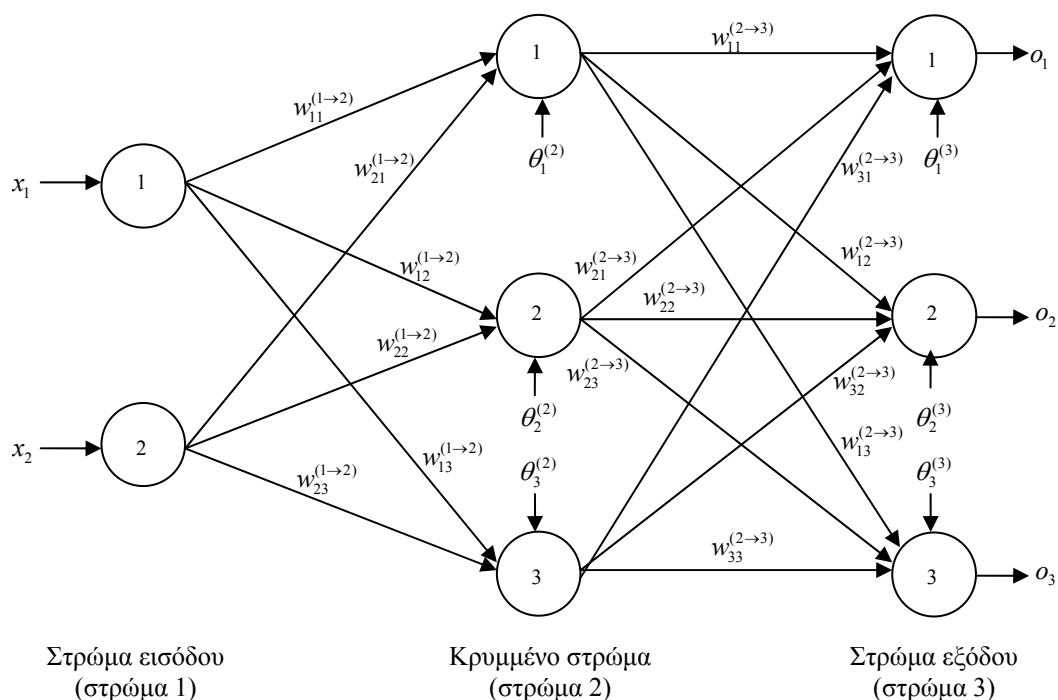 w_{11}^{(1→2)}
w_{21}^{(1→2)}
w_{12}^{(1→2)}
w_{22}^{(1→2)}
w_{13}^{(1→2)}
w_{23}^{(1→2)}
x_1
x_2
1
2
1
2
3
θ_1^{(2)}
θ_2^{(2)}
θ_3^{(2)}
w_{11}^{(2→3)}
w_{31}^{(2→3)}
w_{21}^{(2→3)}
w_{12}^{(2→3)}
w_{22}^{(2→3)}
w_{23}^{(2→3)}
w_{32}^{(2→3)}
w_{13}^{(2→3)}
w_{33}^{(2→3)}
1
2
3
θ_1^{(3)}
θ_2^{(3)}
θ_3^{(3)}
o_1
o_2
o_3
Στρώμα εισόδου
(στρώμα 1)
Κρυμμένο στρώμα
(στρώμα 2)
Στρώμα εξόδου
(στρώμα 3)